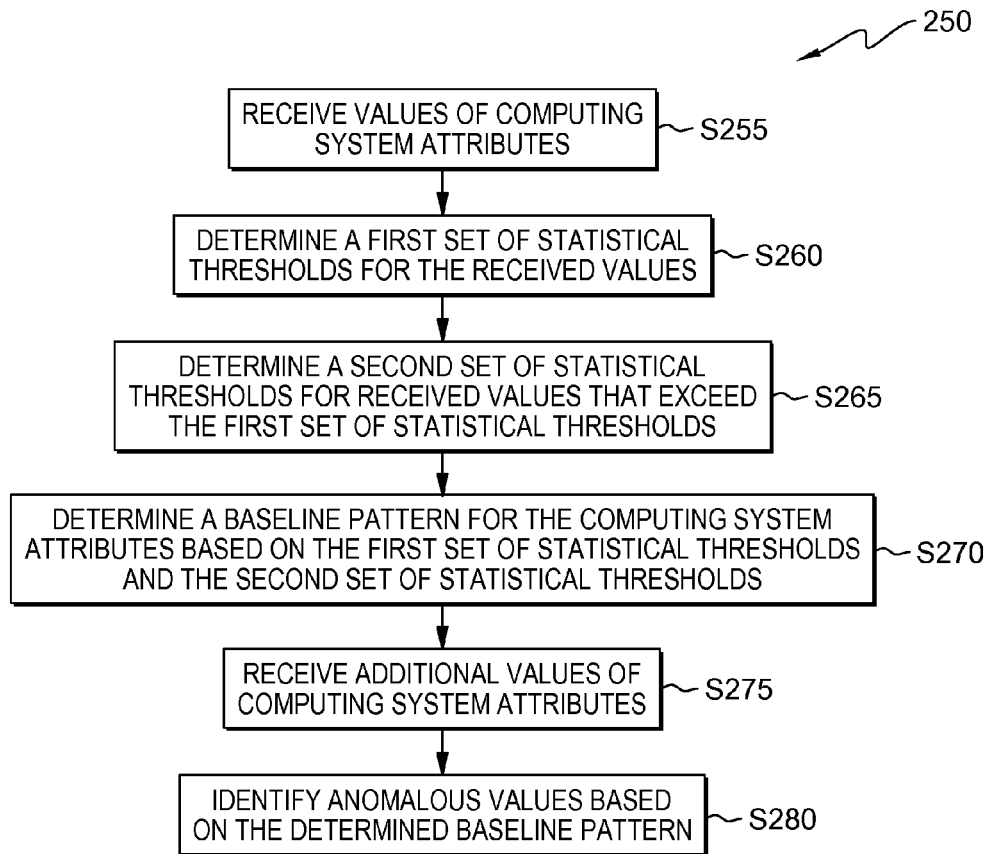 250
RECEIVE VALUES OF COMPUTING
SYSTEM ATTRIBUTES
S255
DETERMINE A FIRST SET OF STATISTICAL
THRESHOLDS FOR THE RECEIVED VALUES
S260
DETERMINE A SECOND SET OF STATISTICAL
THRESHOLDS FOR RECEIVED VALUES THAT EXCEED
THE FIRST SET OF STATISTICAL THRESHOLDS
S265
DETERMINE A BASELINE PATTERN FOR THE COMPUTING SYSTEM
ATTRIBUTES BASED ON THE FIRST SET OF STATISTICAL THRESHOLDS
AND THE SECOND SET OF STATISTICAL THRESHOLDS
S270
RECEIVE ADDITIONAL VALUES OF
COMPUTING SYSTEM ATTRIBUTES
S275
IDENTIFY ANOMALOUS VALUES BASED
ON THE DETERMINED BASELINE PATTERN
S280